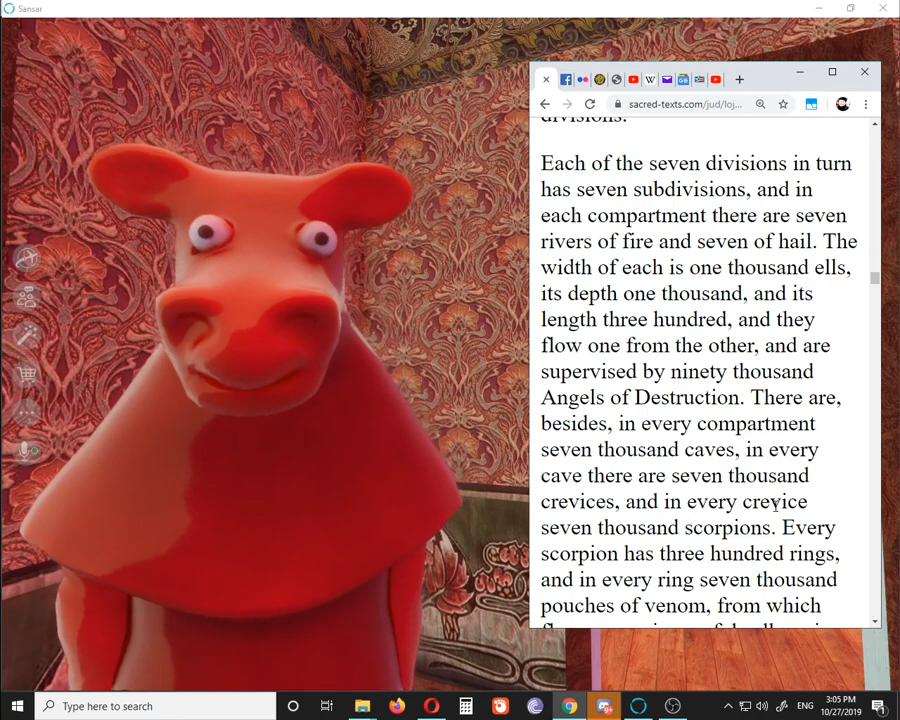 Sansar
sacred-texts.com/jud/loj...
divisions.
Each of the seven divisions in turn
has seven subdivisions, and in
each compartment there are seven
rivers of fire and seven of hail. The
width of each is one thousand ells,
its depth one thousand, and its
length three hundred, and they
flow one from the other, and are
supervised by ninety thousand
Angels of Destruction. There are,
besides, in every compartment
seven thousand caves, in every
cave there are seven thousand
crevices, and in every crevice
seven thousand scorpions. Every
scorpion has three hundred rings,
and in every ring seven thousand
pouches of venom, from which
Type here to search
ENG
3:05 PM
10/27/2019